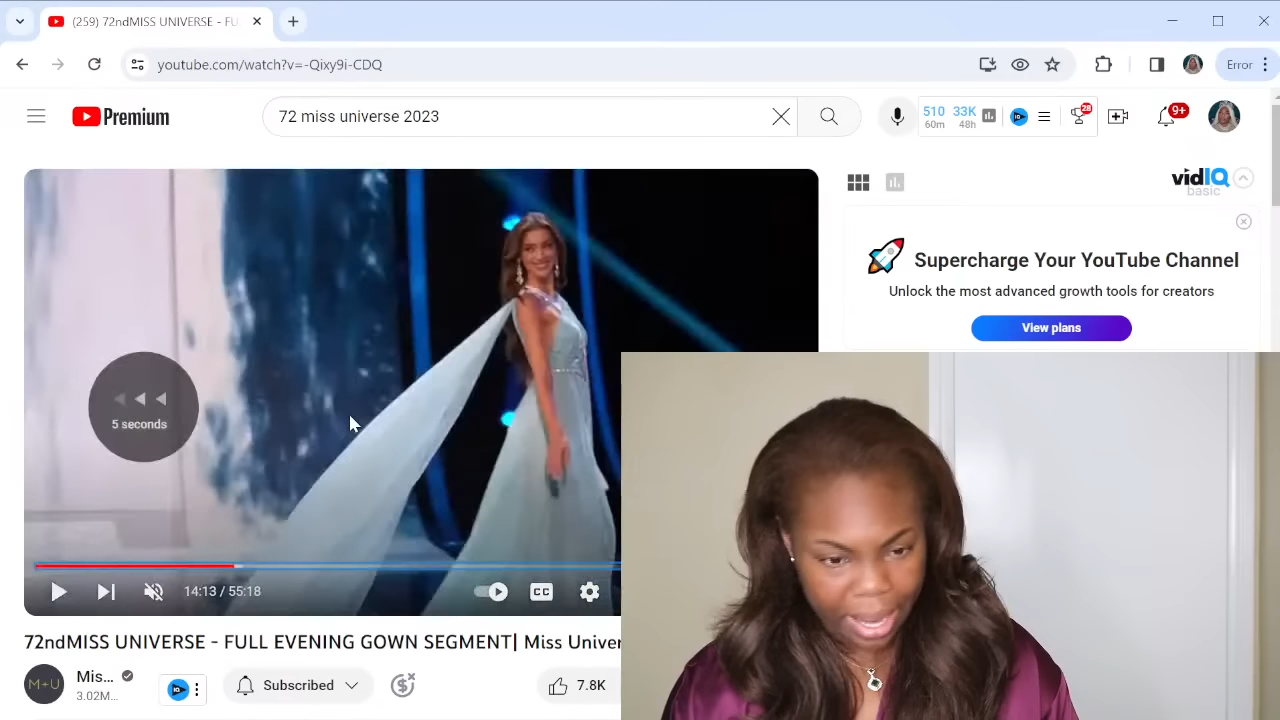 (259) 72ndMISS UNIVERSE - FU
youtube.com/watch?v=-Qixy9i-CDQ
Error
Premium
72 miss universe 2023
510 33K
60m 48h
28
9+
vidIQ
basic
Supercharge Your YouTube Channel
Unlock the most advanced growth tools for creators
View plans
5 seconds
14:13 / 55:18
CC
72ndMISS UNIVERSE - FULL EVENING GOWN SEGMENT| Miss Univer
M+U
Mis...
3.02M...
Subscribed
7.8K